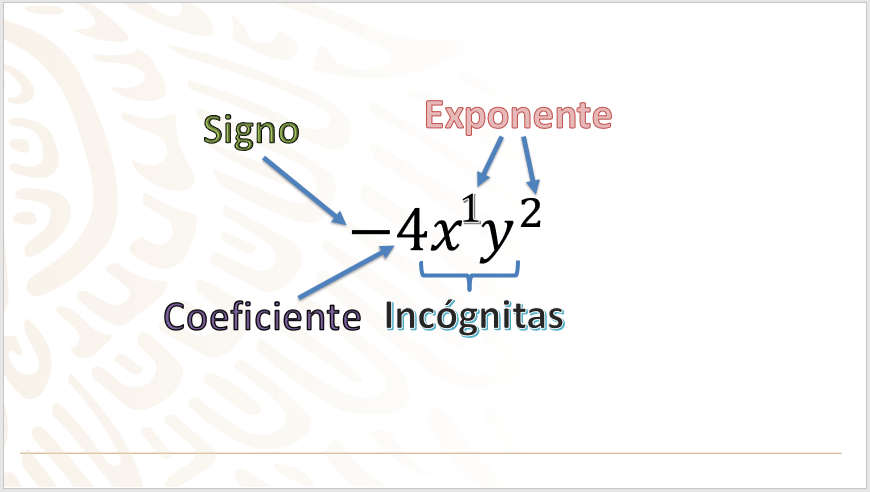 Exponente
Signo
−4x¹y²
Coeficiente Incógnitas